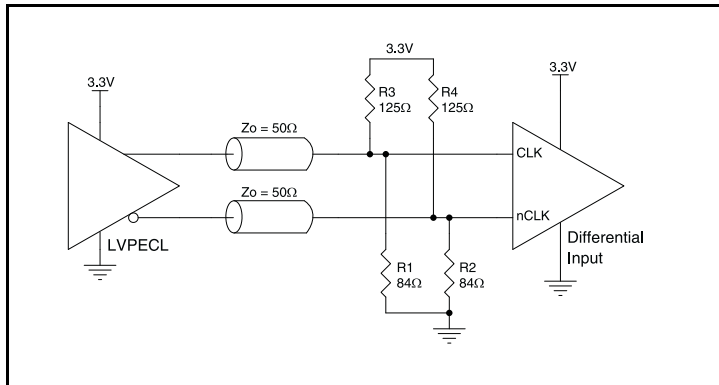 3.3V
3.3V
3.3V
R3
125Ω
R4
125Ω
Zo = 50Ω
CLK
Zo = 50Ω
nCLK
LVPECL
Differential
Input
R1
84Ω
R2
84Ω